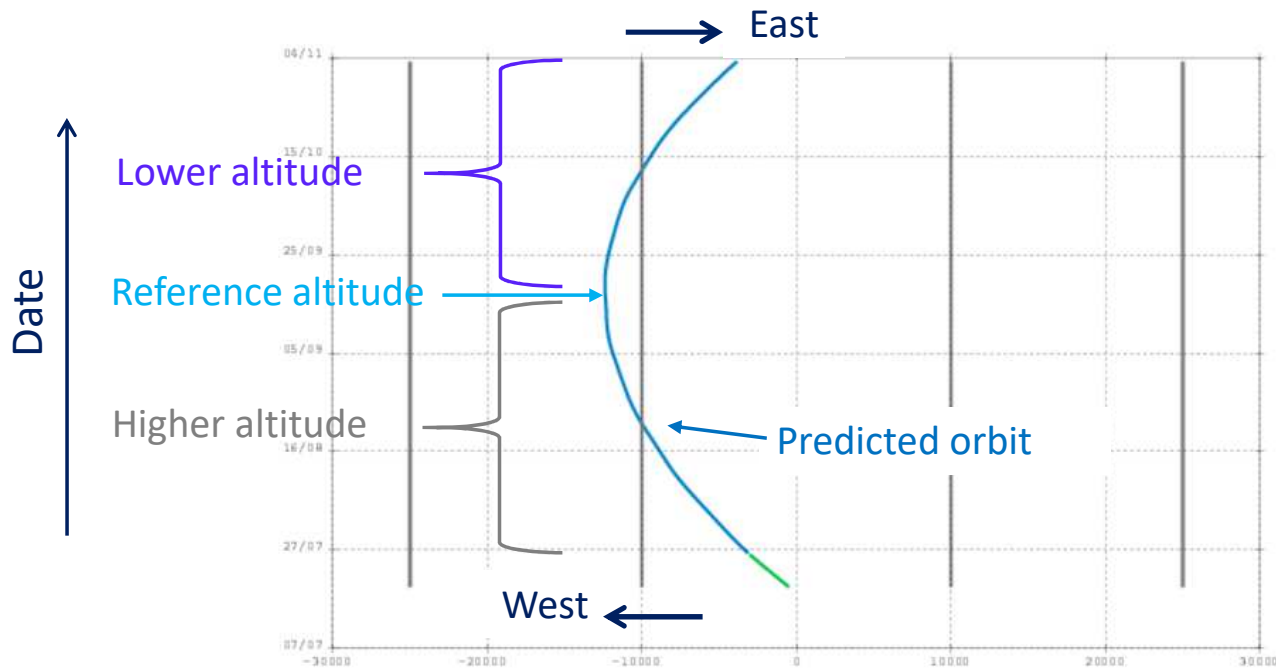 East
04/11
15/10
Lower altitude
25/09
Reference altitude
Date
05/09
Higher altitude
Predicted orbit
16/08
27/07
West
07/07
-30000 -20000 -10000 0 10000 20000 30000